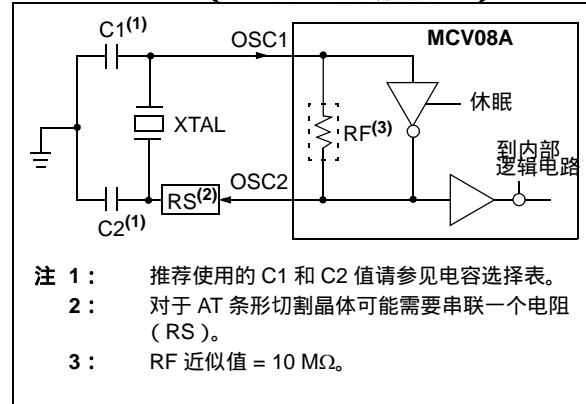 C1(1)
OSC1
MCV08A
休眠
XTAL
RF(3)
到内部
逻辑电路
OSC2
RS(2)
C2(1)
注 1： 推荐使用的 C1 和 C2 值请参见电容选择表。
2： 对于 AT 条形切割晶体可能需要串联一个电阻
（RS）。
3： RF 近似值 = 10 MΩ。